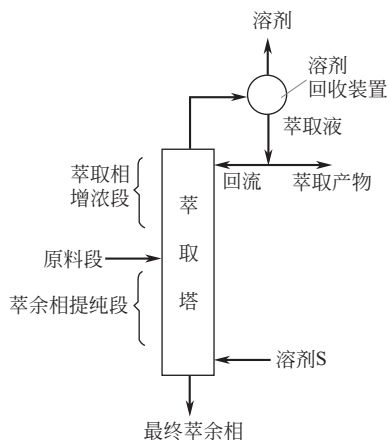 溶剂
溶剂
回收装置
萃取液
回流
萃取产物
萃取相
增浓段
萃
取
塔
原料段
萃余相提纯段
溶剂S
最终萃余相